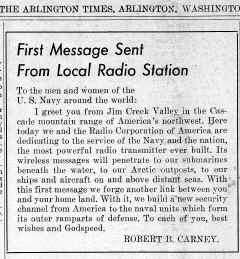 THE ARLINGTON TIMES, ARLINGTON, WASHINGTON
First Message Sent
From Local Radio Station
To the men and women of the
U. S. Navy around the world:
I greet you from Jim Creek Valley in the Cas-
cade mountain range of America's northwest. Here
today we and the Radio Corporation of America are
dedicating to the service of the Navy and the nation,
the most powerful radio transmitter ever built. Its
wireless messages will penetrate to our submarines
beneath the water, to our Arctic outposts, to our
ships and aircraft on and above distant seas. With
this first message we forge another link between you
and your home land. With it, we build a new security
channel from America to the naval units which form
its outer ramparts of defense. To each of you, best
wishes and Godspeed.
ROBERT B. CARNEY.